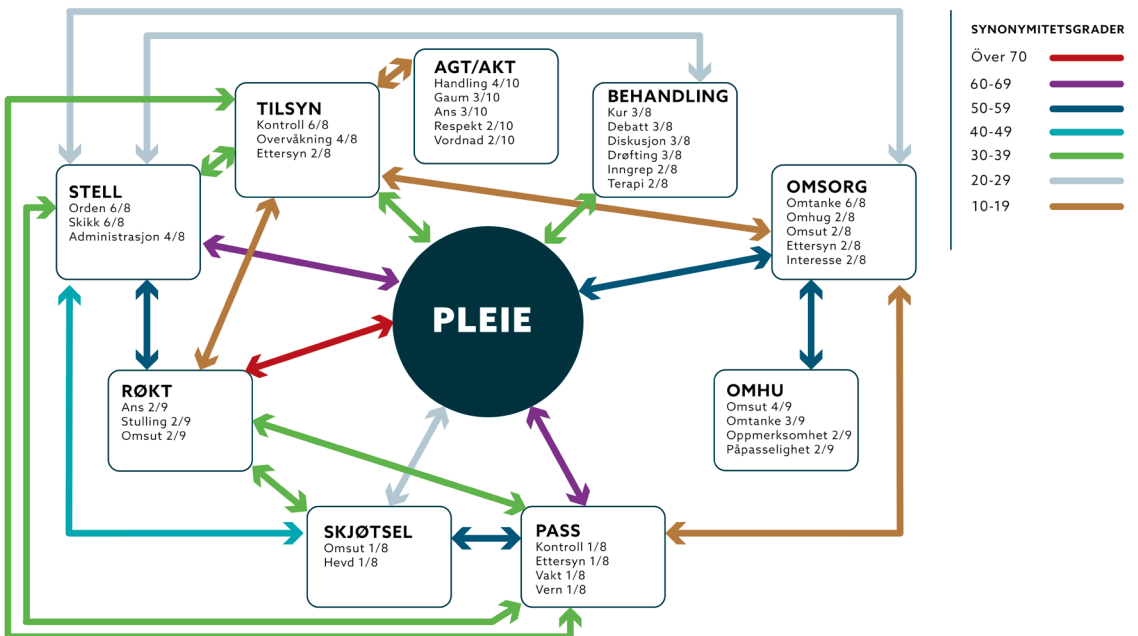 SYNONYMITETSGRADER
Över 70
60-69
50-59
40-49
30-39
20-29
10-19
AGT/AKT
Handling 4/10
Gaum 3/10
Ans 3/10
Respekt 2/10
Vordnad 2/10
TILSYN
Kontroll 6/8
Overvåkning 4/8
Ettersyn 2/8
BEHANDLING
Kur 3/8
Debatt 3/8
Diskusjon 3/8
Drøfting 3/8
Inngrep 2/8
Terapi 2/8
STELL
Orden 6/8
Skikk 6/8
Administrasjon 4/8
OMSORG
Omtanke 6/8
Omhug 2/8
Omsut 2/8
Ettersyn 2/8
Interesse 2/8
PLEIE
RØKT
Ans 2/9
Stulling 2/9
Omsut 2/9
OMHU
Omsut 4/9
Omtanke 3/9
Oppmerksomhet 2/9
Påpasselighet 2/9
SKJØTSEL
Omsut 1/8
Hevd 1/8
PASS
Kontroll 1/8
Ettersyn 1/8
Vakt 1/8
Vern 1/8